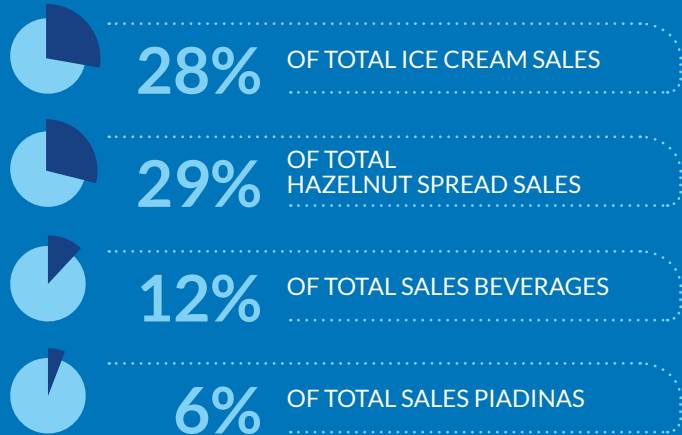 28% OF TOTAL ICE CREAM SALES
29% OF TOTAL
HAZELNUT SPREAD SALES
12% OF TOTAL SALES BEVERAGES
6% OF TOTAL SALES PIADINAS